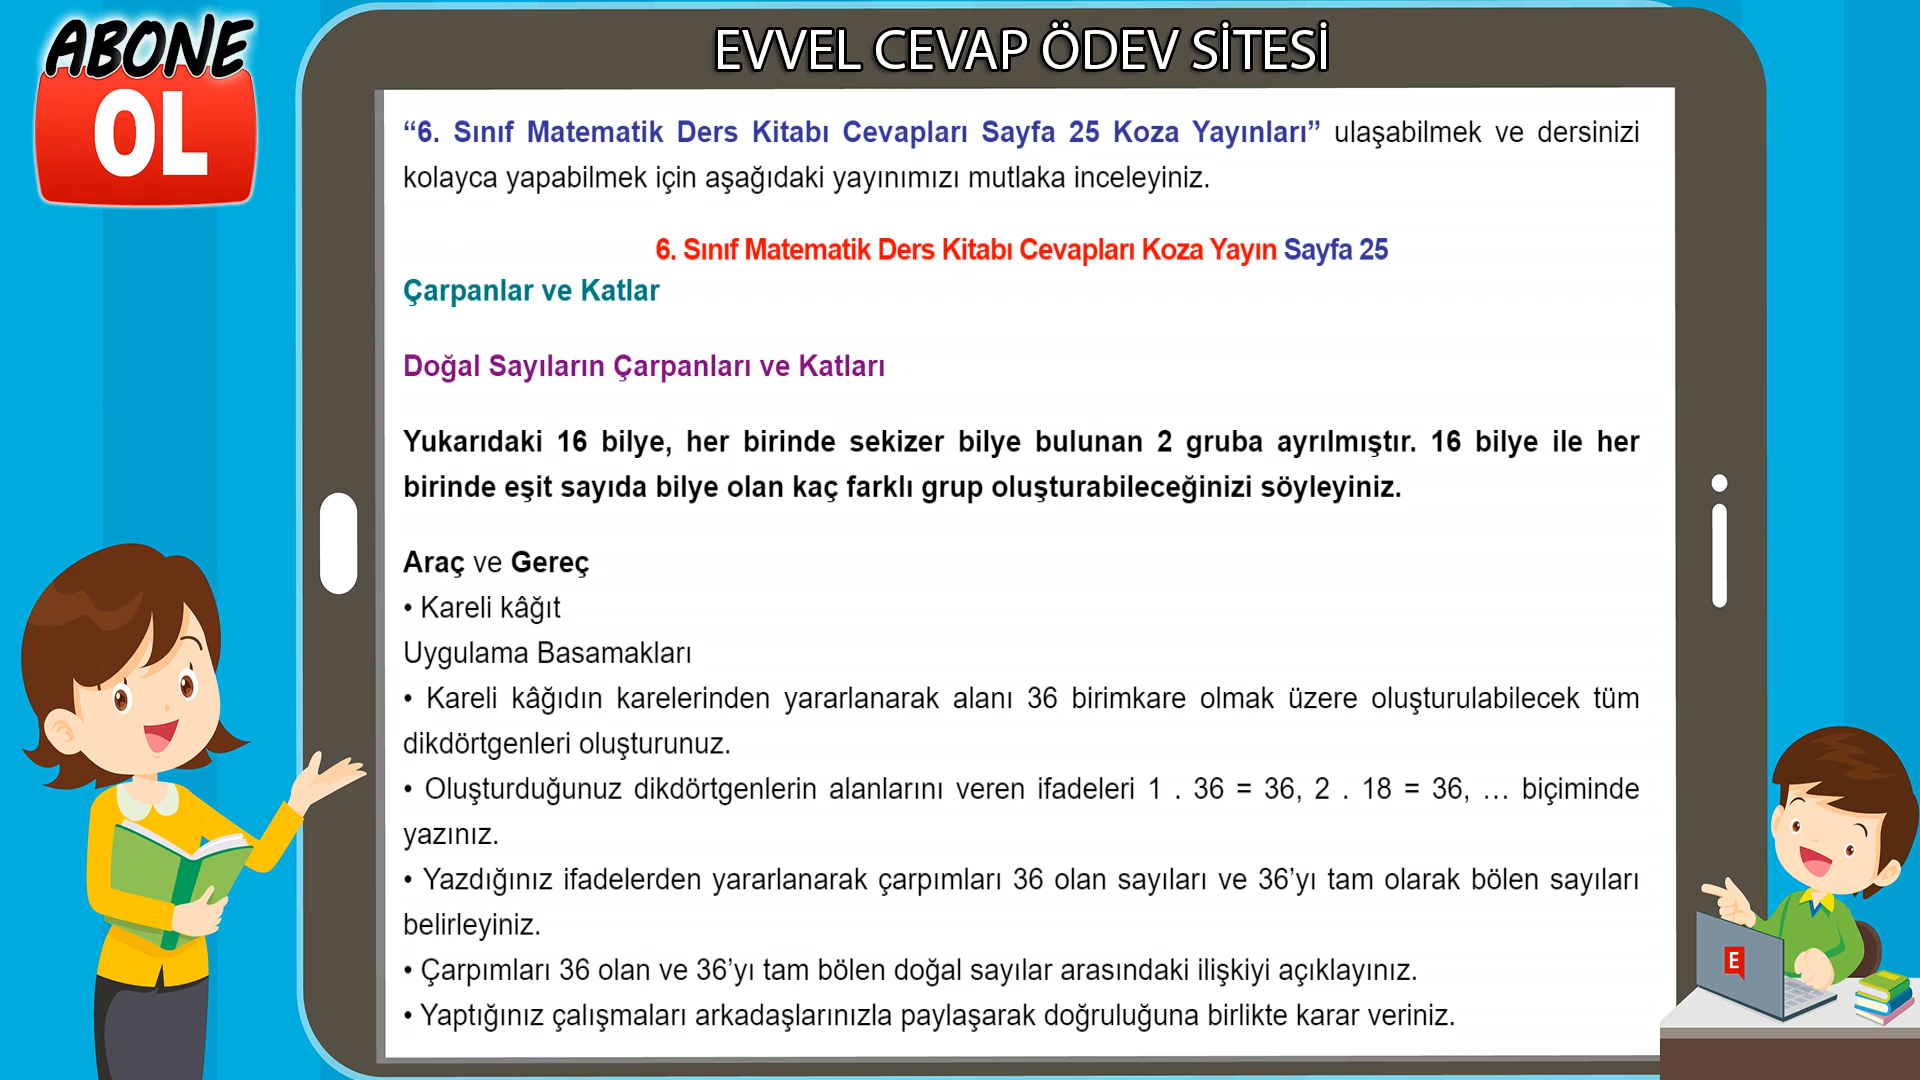 ABONE
OL
EVVEL CEVAP ÖDEV SİTESİ
“6. Sınıf Matematik Ders Kitabı Cevapları Sayfa 25 Koza Yayınları” ulaşabilmek ve dersinizi
kolayca yapabilmek için aşağıdaki yayınımızı mutlaka inceleyiniz.
6. Sınıf Matematik Ders Kitabı Cevapları Koza Yayın Sayfa 25
Çarpanlar ve Katlar
Doğal Sayıların Çarpanları ve Katları
Yukarıdaki 16 bilye, her birinde sekizer bilye bulunan 2 gruba ayrılmıştır. 16 bilye ile her
birinde eşit sayıda bilye olan kaç farklı grup oluşturabileceğinizi söyleyiniz.
Araç ve Gereç
• Kareli kâğıt
Uygulama Basamakları
• Kareli kâğıdın karelerinden yararlanarak alanı 36 birimkare olmak üzere oluşturulabilecek tüm
dikdörtgenleri oluşturunuz.
• Oluşturduğunuz dikdörtgenlerin alanlarını veren ifadeleri 1 . 36 = 36, 2 . 18 = 36, … biçiminde
yazınız.
• Yazdığınız ifadelerden yararlanarak çarpımları 36 olan sayıları ve 36’yı tam olarak bölen sayıları
belirleyiniz.
• Çarpımları 36 olan ve 36’yı tam bölen doğal sayılar arasındaki ilişkiyi açıklayınız.
• Yaptığınız çalışmaları arkadaşlarınızla paylaşarak doğruluğuna birlikte karar veriniz.
E